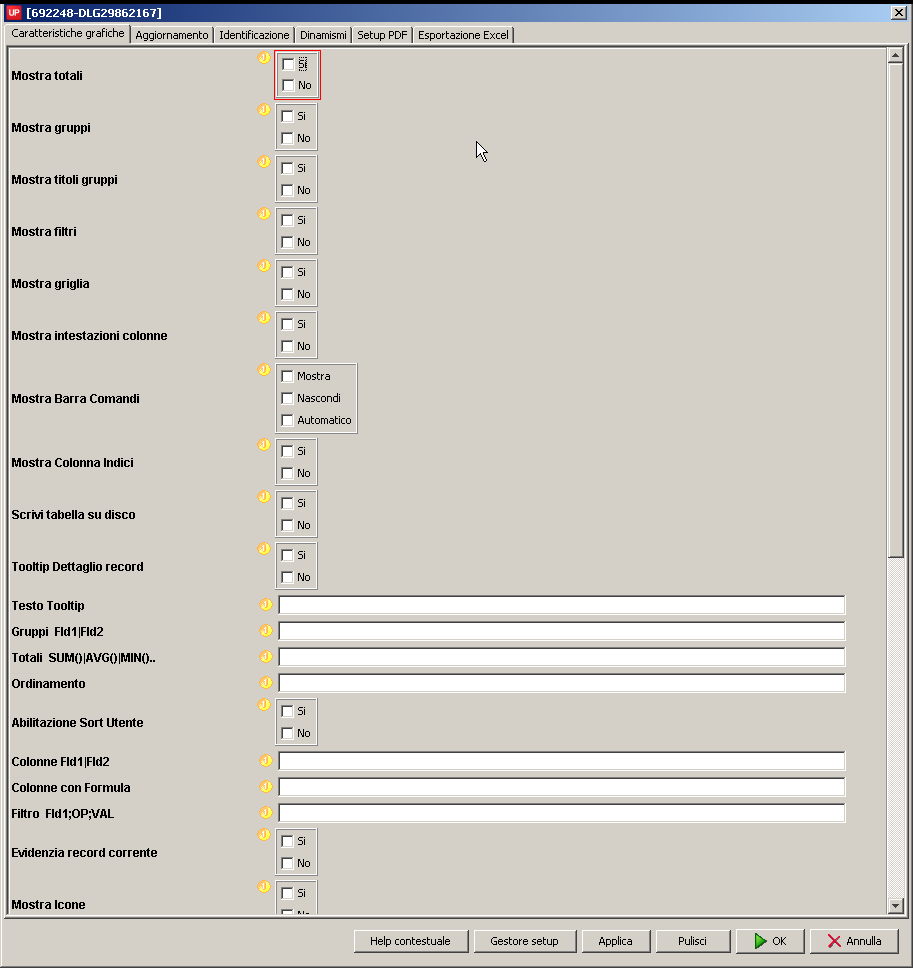 UP [692248-DLG29862167]
Caratteristiche grafiche Aggiornamento Identificazione Dinamismi Setup PDF Esportazione Excel
Mostra totali
Si
No
Mostra gruppi
Si
No
Mostra titoli gruppi
Si
No
Mostra filtri
Si
No
Mostra griglia
Si
No
Mostra intestazioni colonne
Si
No
Mostra Barra Comandi
Mostra
Nascondi
Automatico
Mostra Colonna Indici
Si
No
Scrivi tabella su disco
Si
No
Tooltip Dettaglio record
Si
No
Testo Tooltip
Gruppi Fld1|Fld2
Totali SUM()|AVG()|MIN()..
Ordinamento
Abilitazione Sort Utente
Si
No
Colonne Fld1|Fld2
Colonne con Formula
Filtro Fld1;OP;VAL
Evidenzia record corrente
Si
No
Mostra Icone
Si
No
Help contestuale Gestore setup Applica Pulisci OK Annulla